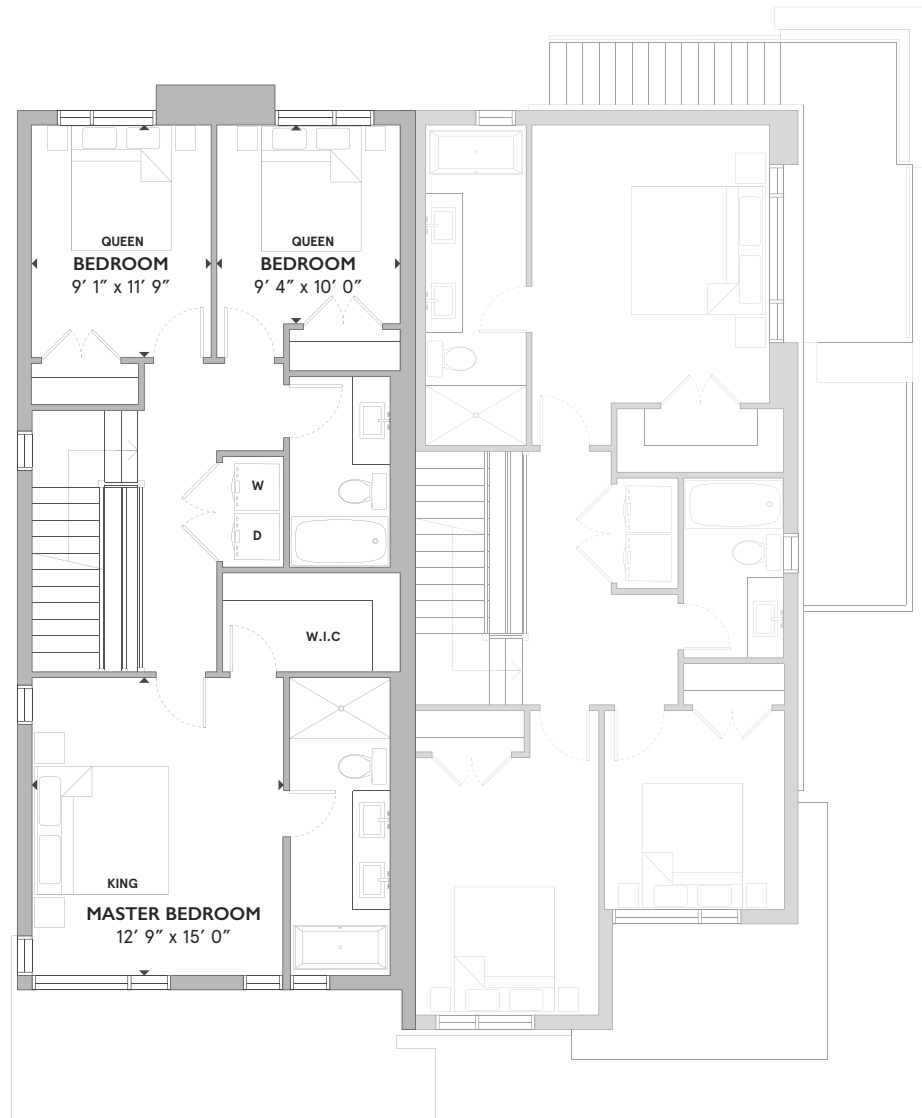 QUEEN
BEDROOM
9’ 1” x 11’ 9”
QUEEN
BEDROOM
9’ 4” x 10’ 0”
W
D
W.I.C
KING
MASTER BEDROOM
12’ 9” x 15’ 0”